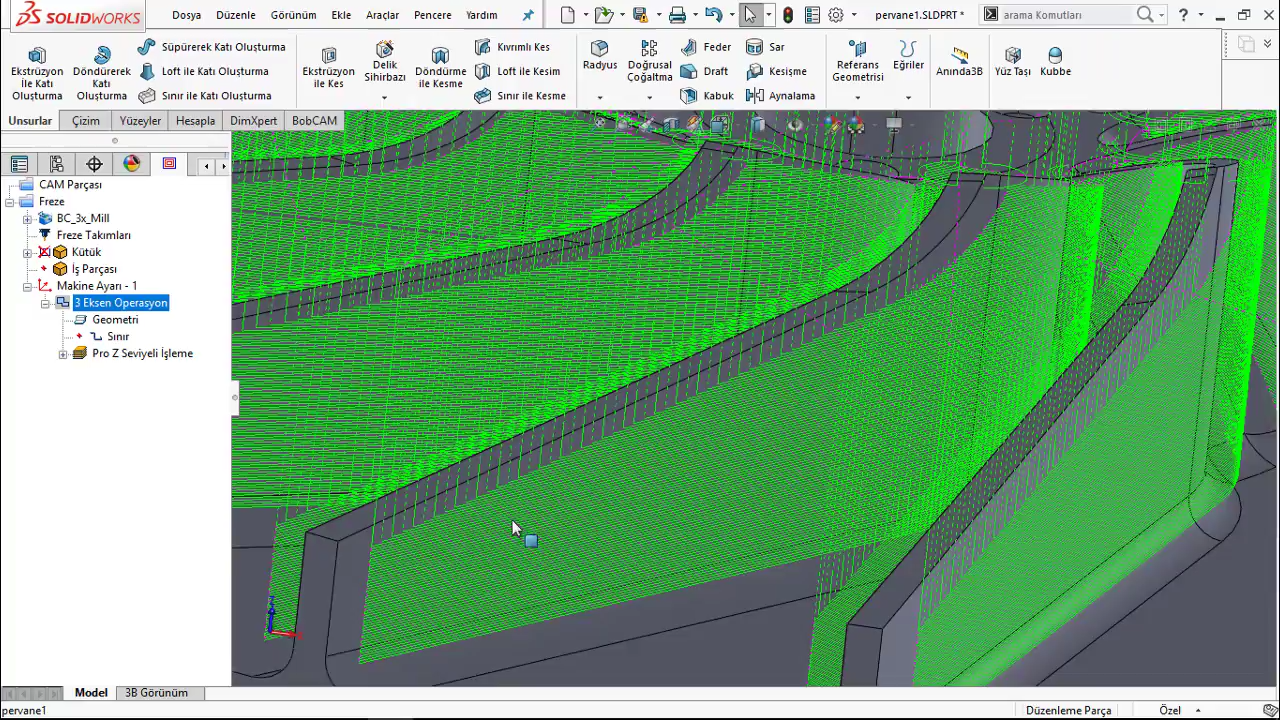 SOLIDWORKS Dosya Düzenle Görünüm Ekle Araçlar Pencere Yardım pervane1.SLDPRT * arama Komutları ?
Ekstrüzyon İle Katı Oluşturma
Döndürerek Katı Oluşturma
Süpürerek Katı Oluşturma
Loft ile Katı Oluşturma
Sınır ile Katı Oluşturma
Ekstrüzyon ile Kes
Delik Sihirbazı
Döndürme ile Kesme
Kıvrımlı Kes
Loft ile Kesim
Sınır ile Kesme
Radyus
Doğrusal Çoğaltma
Feder
Draft
Kabuk
Sar
Kesişme
Aynalama
Referans Geometrisi
Eğriler
Anında3B
Yüz Taşı
Kubbe
Unsurlar Çizim Yüzeyler Hesapla DimXpert BobCAM
CAM Parçası
Freze
BC_3x_Mill
Freze Takımları
Kütük
İş Parçası
Makine Ayarı - 1
3 Eksen Operasyon
Geometri
Sınır
Pro Z Seviyeli İşleme
Model 3B Görünüm
pervane1 Düzenleme Parça Özel